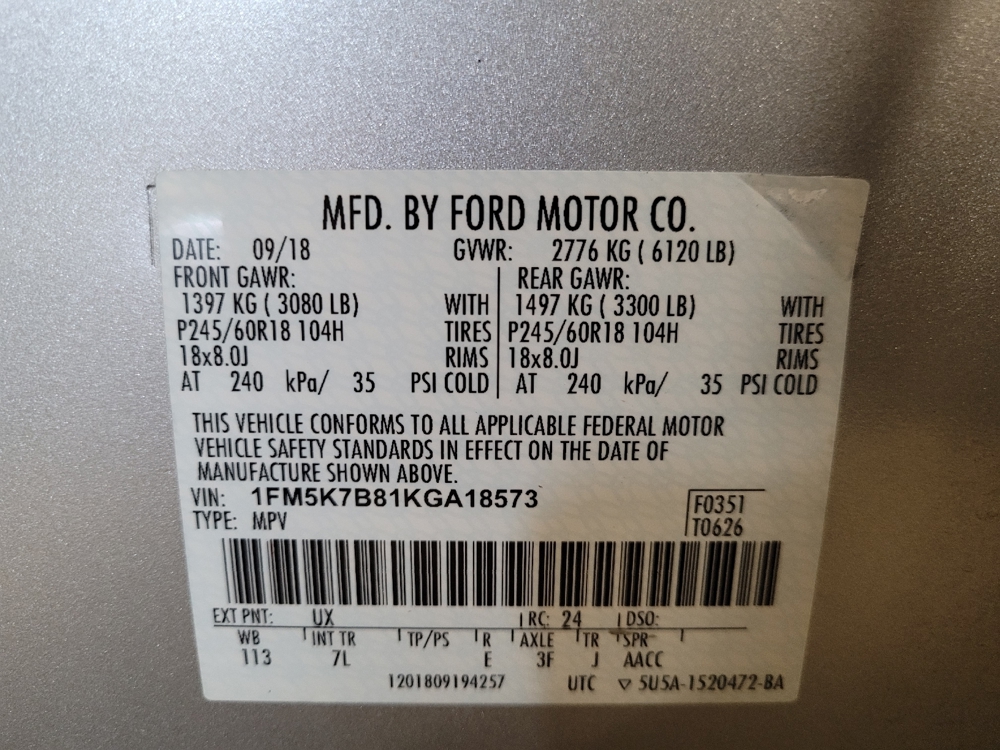 MFD. BY FORD MOTOR CO.
DATE: 09/18 GVWR: 2776 KG ( 6120 LB)
FRONT GAWR: REAR GAWR:
1397 KG ( 3080 LB) WITH 1497 KG ( 3300 LB) WITH
P245/60R18 104H TIRES P245/60R18 104H TIRES
18x8.0J RIMS 18x8.0J RIMS
AT 240 kPa/ 35 PSI COLD AT 240 kPa/ 35 PSI COLD
THIS VEHICLE CONFORMS TO ALL APPLICABLE FEDERAL MOTOR
VEHICLE SAFETY STANDARDS IN EFFECT ON THE DATE OF
MANUFACTURE SHOWN ABOVE.
VIN: 1FM5K7B81KGA18573 F0351
TYPE: MPV T0626
EXT PNT: UX RC: 24 DSO:
WB INT TR TP/PS R AXLE TR SPR
113 7L E 3F J AACC
1201809194257 UTC ▽ 5U5A-1520472-BA